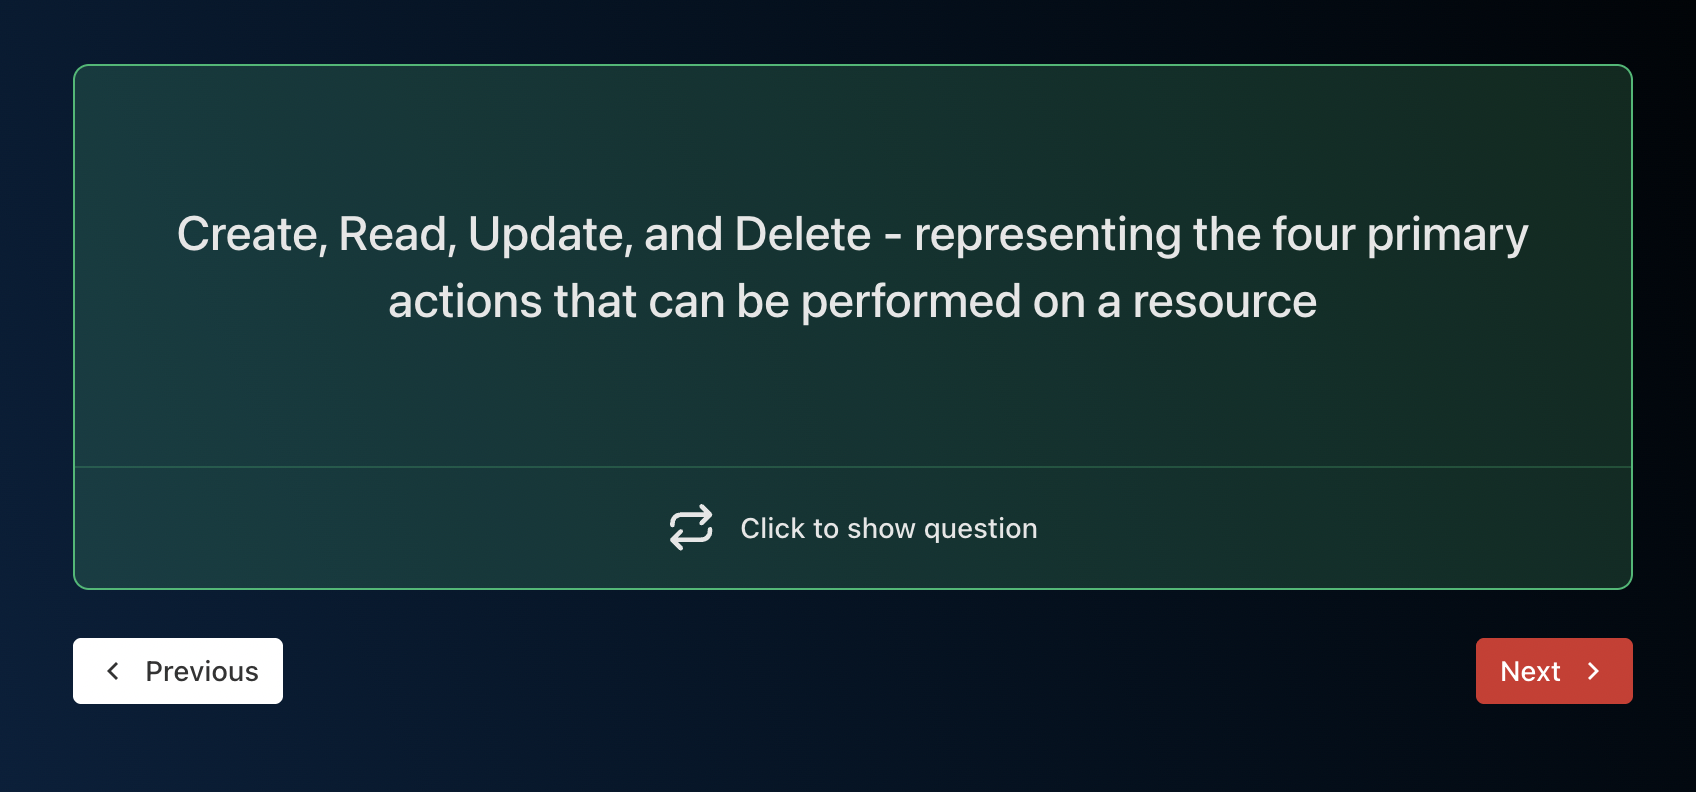 Create, Read, Update, and Delete - representing the four primary
actions that can be performed on a resource
Click to show question
Previous
Next